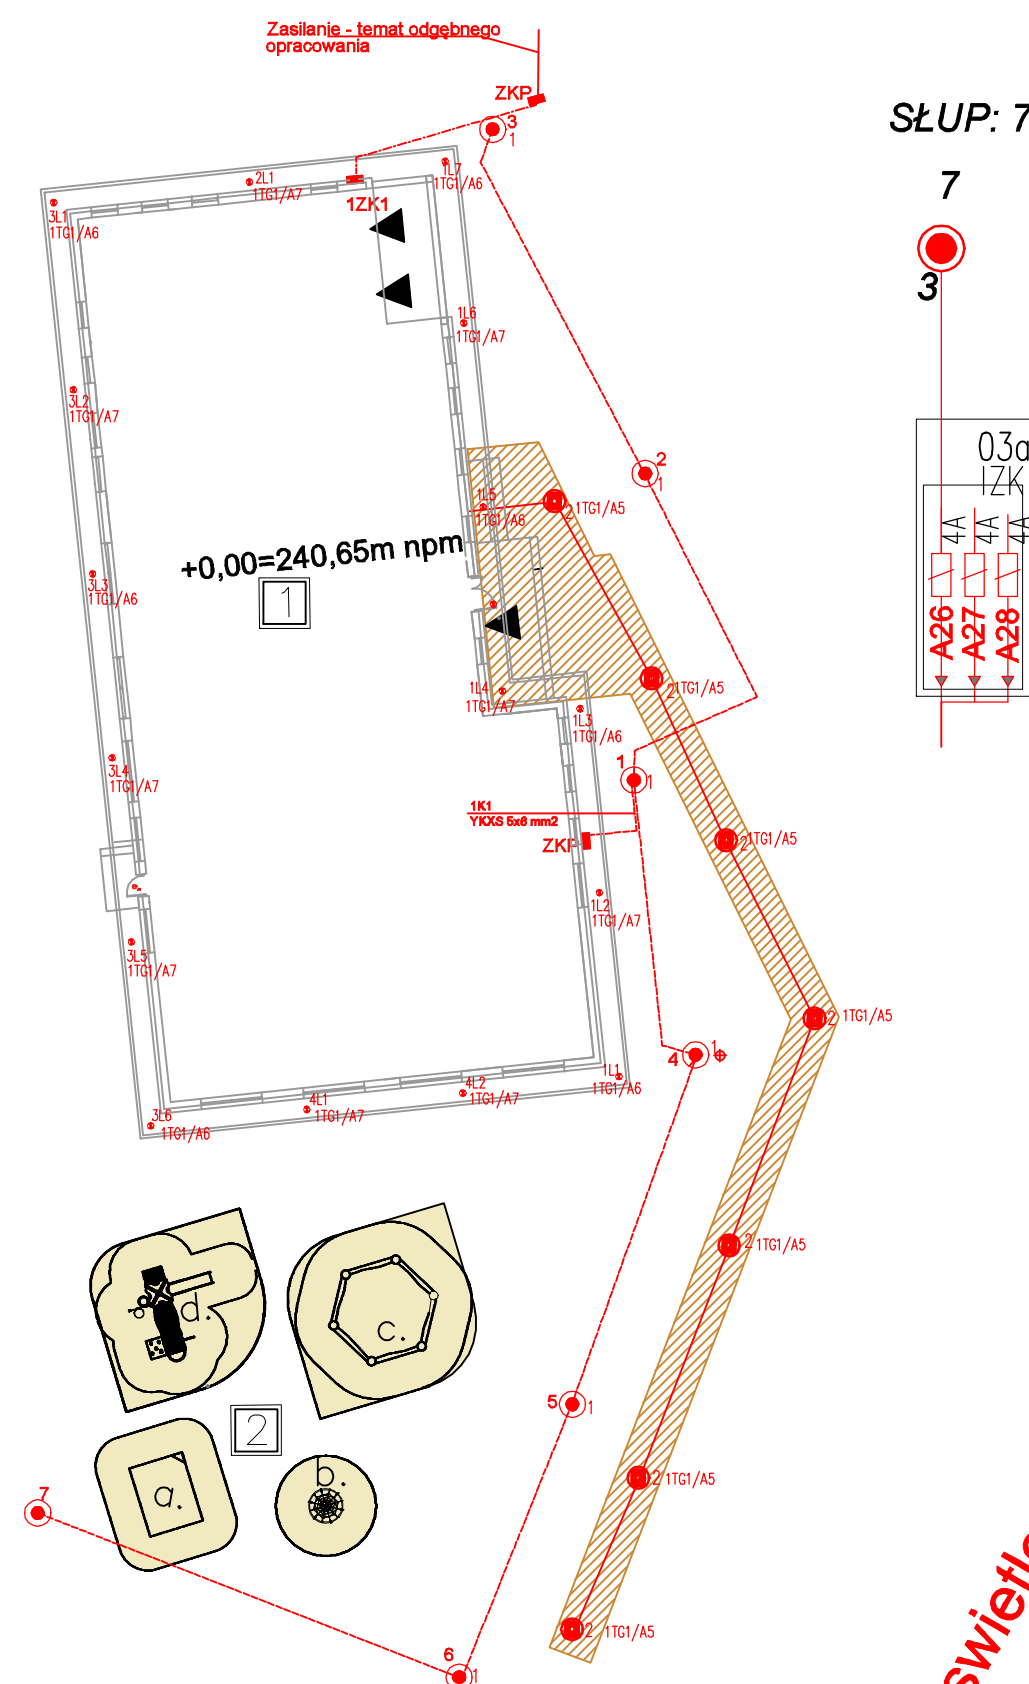 Zasilanie - temat odgębnego
opracowania
ZKP
3
1
SŁUP: 7
7
3
2L1
1TG1/A7
1L7
1TG1/A6
1ZK1
3L1
1TG1/A6
1L6
1TG1/A7
3L2
1TG1/A7
03a
IZK
4A
4A
4A
A26
A27
A28
2
1
1L5
1TG1/A6
2
1TG1/A5
+0,00=240,65m npm
1
3L3
1TG1/A6
1L4
1TG1/A7
2
1TG1/A5
1L3
1TG1/A6
3L4
1TG1/A7
1
1
1K1
YKXS 5x6 mm2
2
1TG1/A5
1L2
1TG1/A7
3L5
1TG1/A7
2
1TG1/A5
4
1
1L1
1TG1/A6
4L2
1TG1/A7
4L1
1TG1/A7
3L6
1TG1/A6
2
1TG1/A5
d.
c.
5
1
2
a.
b.
2
1TG1/A5
7
2
1TG1/A5
6
1